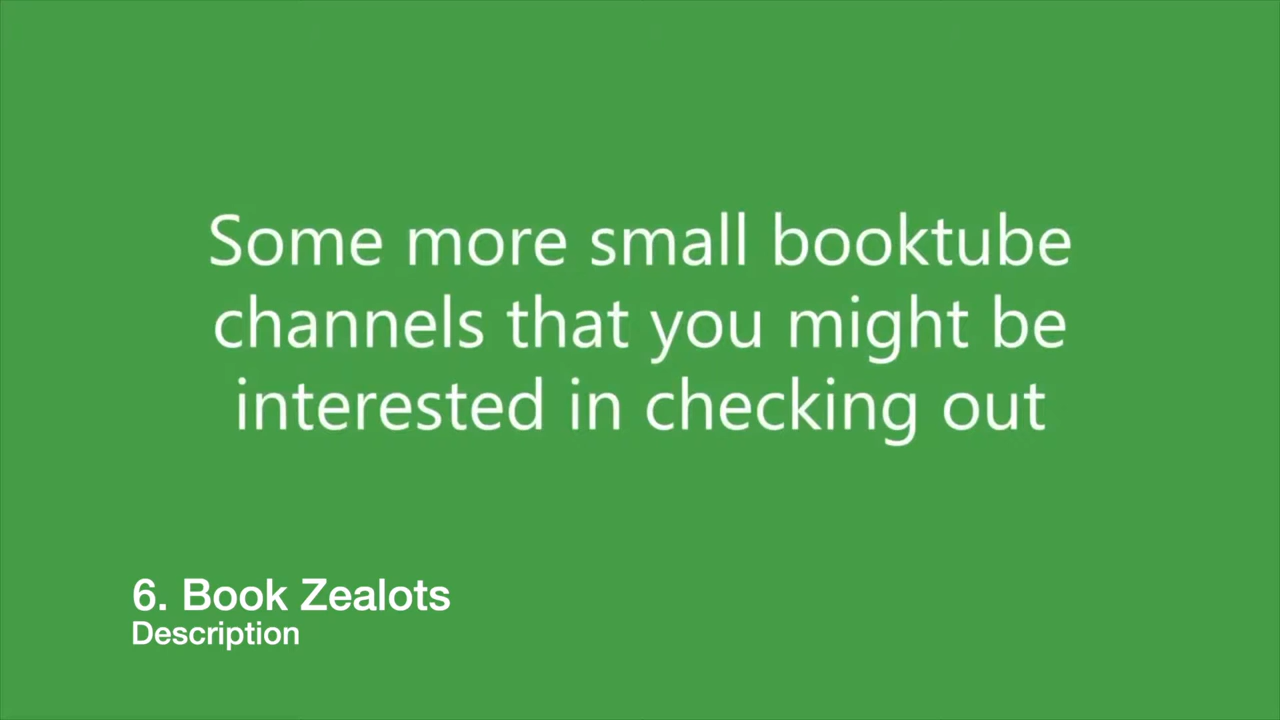 Some more small booktube
channels that you might be
interested in checking out
6. Book Zealots
Description